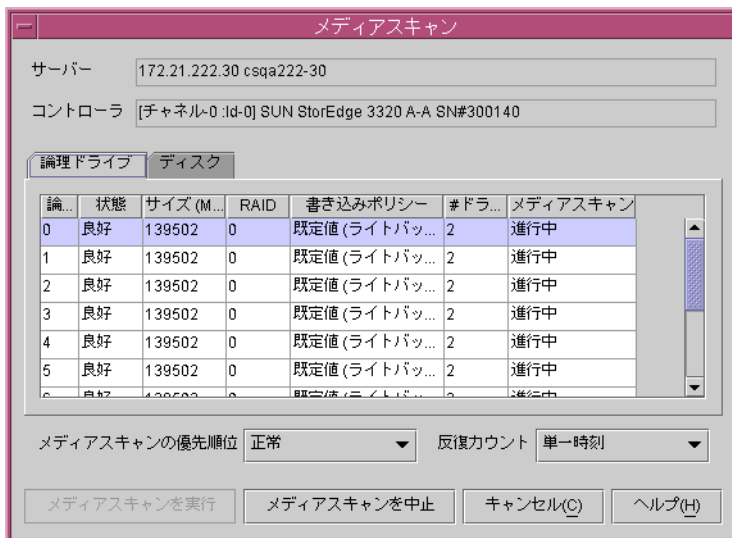 メディアスキャン
サーバー 172.21.222.30 csqa222-30
コントローラ [チャネル-0 :Id-0] SUN StorEdge 3320 A-A SN#300140
論理ドライブ ディスク
論... 状態 サイズ (M... RAID 書き込みポリシー #ドラ... メディアスキャン
0 良好 139502 0 既定値 (ライトバッ... 2 進行中
1 良好 139502 0 既定値 (ライトバッ... 2 進行中
2 良好 139502 0 既定値 (ライトバッ... 2 進行中
3 良好 139502 0 既定値 (ライトバッ... 2 進行中
4 良好 139502 0 既定値 (ライトバッ... 2 進行中
5 良好 139502 0 既定値 (ライトバッ... 2 進行中
メディアスキャンの優先順位 正常 反復カウント 単一時刻
メディアスキャンを実行 メディアスキャンを中止 キャンセル(C) ヘルプ(H)